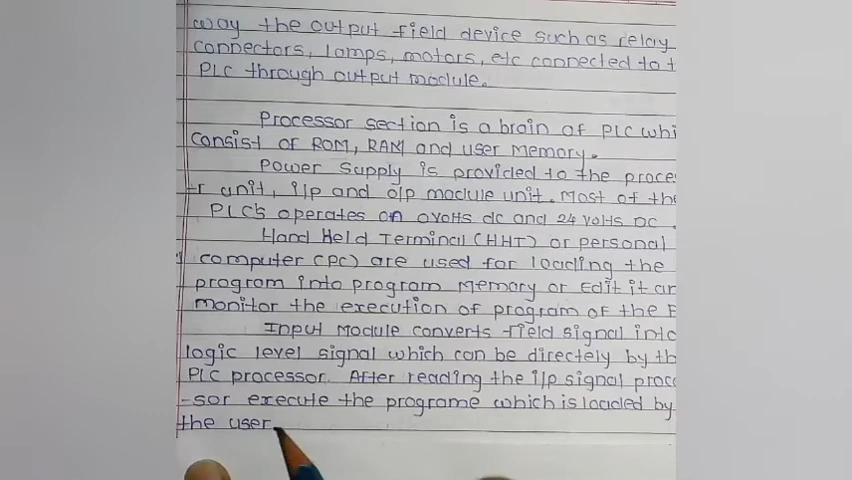 way the output field device such as relay
connectors, lamps, motors, etc connected to t
PLC through output module.
Processor section is a brain of PLC whi
consist of ROM, RAM and user Memory.
Power Supply is provided to the proces
-r unit, i/p and o/p module unit. Most of the
PLC's operates on 0 volts dc and 24 volts DC.
Hand Held Terminal (HHT) or personal
computer (PC) are used for loading the
program into program Memory or Edit it an
monitor the execution of program of the P
Input Module converts field signal into
logic level signal which can be directely by th
PLC processor. After reading the i/p signal proc
-sor execute the programe which is loaded by
the user